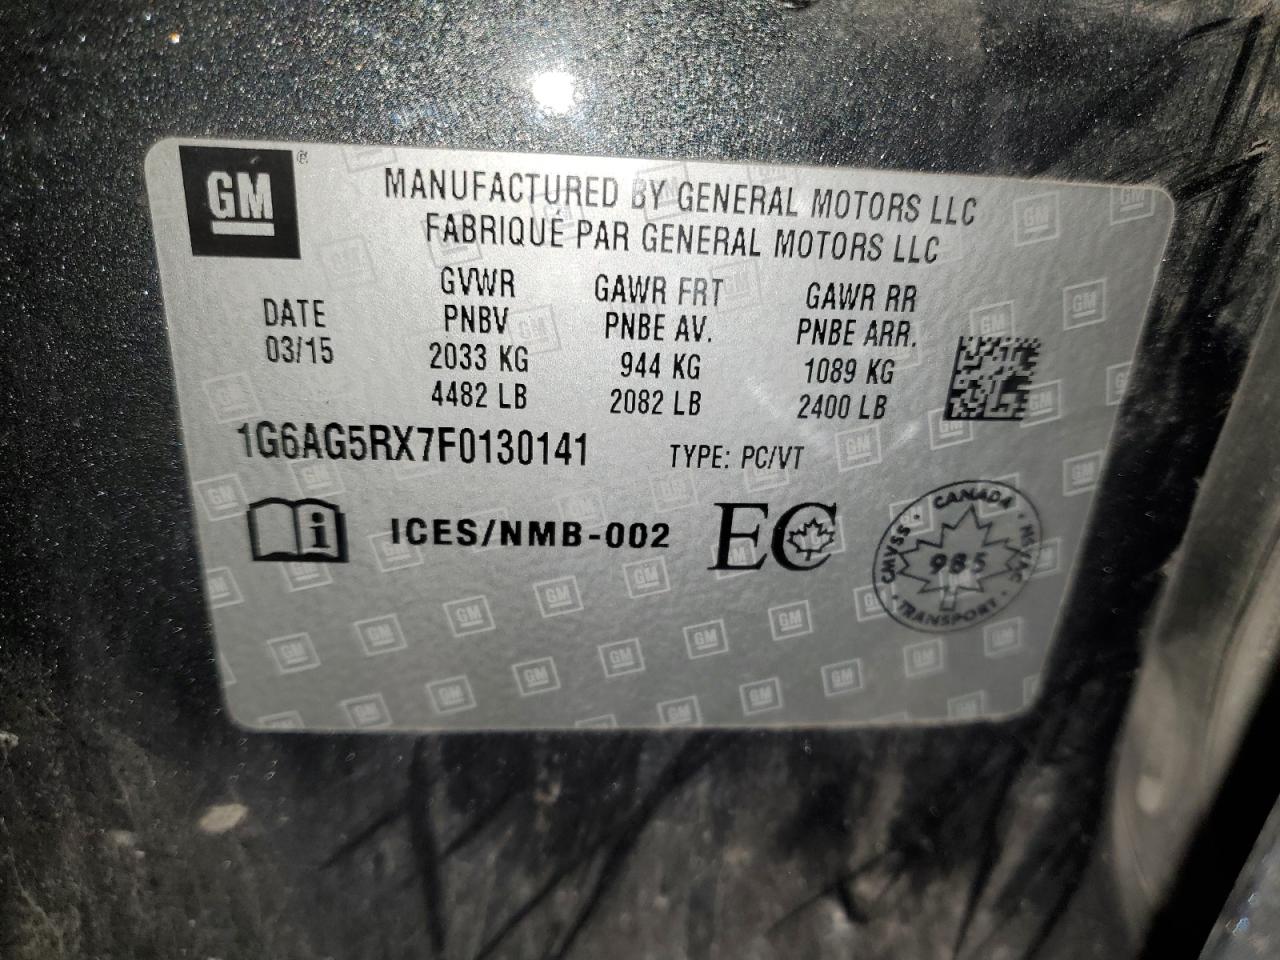 GM
MANUFACTURED BY GENERAL MOTORS LLC
FABRIQUÉ PAR GENERAL MOTORS LLC
DATE
03/15
GVWR
PNBV
2033 KG
4482 LB
GAWR FRT
PNBE AV.
944 KG
2082 LB
GAWR RR
PNBE ARR.
1089 KG
2400 LB
1G6AG5RX7F0130141 TYPE: PC/VT
i ICES/NMB-002 EC
CANADA
CMVSS
985
NSVAC
TRANSPORT